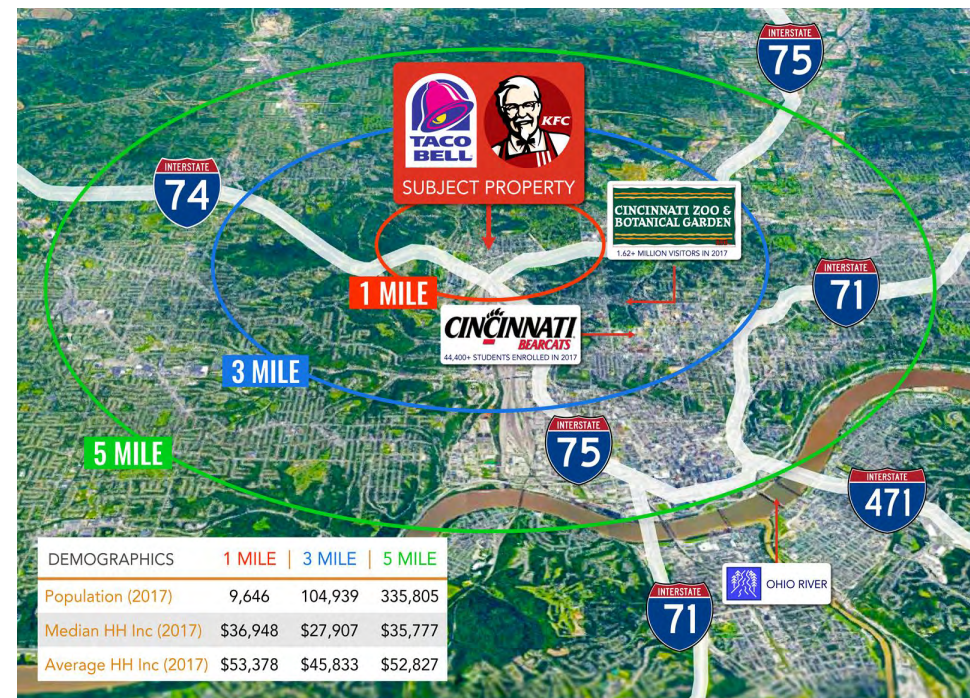 INTERSTATE
75
TACO
BELL
KFC
SUBJECT PROPERTY
INTERSTATE
74
CINCINNATI ZOO &
BOTANICAL GARDEN
1.62+ MILLION VISITORS IN 2017
INTERSTATE
71
1 MILE
CINCINNATI
BEARCATS
44,400+ STUDENTS ENROLLED IN 2017
3 MILE
5 MILE
INTERSTATE
75
INTERSTATE
471
OHIO RIVER
INTERSTATE
71
DEMOGRAPHICS 1 MILE | 3 MILE | 5 MILE
Population (2017) 9,646 104,939 335,805
Median HH Inc (2017) $36,948 $27,907 $35,777
Average HH Inc (2017) $53,378 $45,833 $52,827